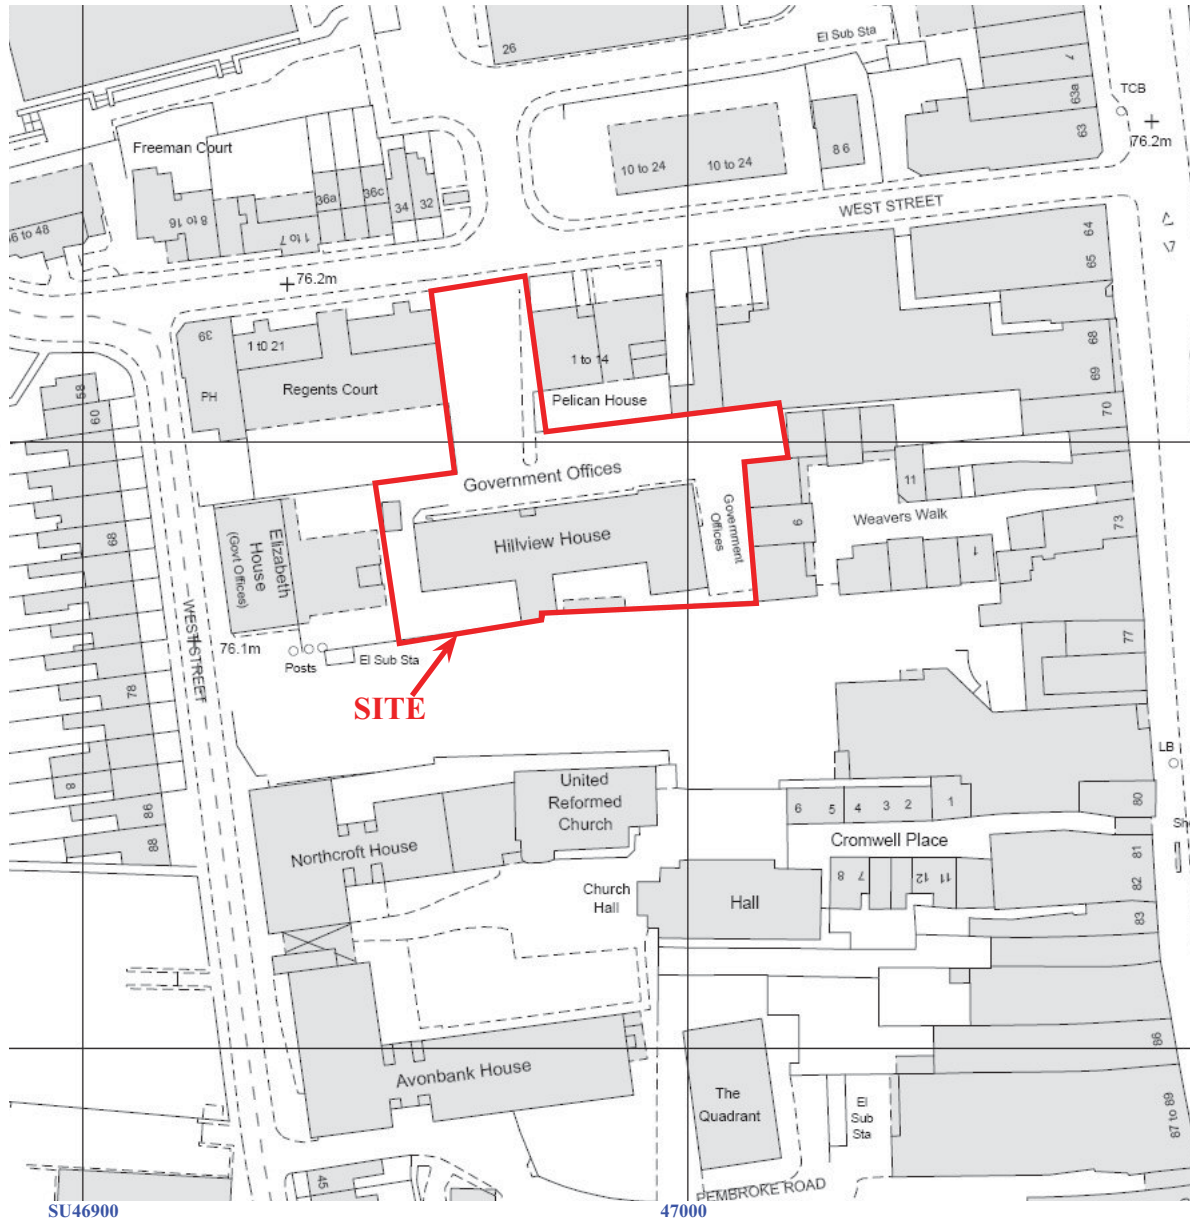 26
El Sub Sta
7
63a
63
TCB
76.2m
Freeman Court
10 to 24
10 to 24
8 6
36a
36c
34
32
8 to 16
1 to 7
WEST STREET
64
65
76.2m
39
1 t0 21
Regents Court
PH
1 to 14
Pelican House
68
69
70
58
60
Government Offices
Hillview House
Government
Offices
11
Weavers Walk
9
1
73
Elizabeth
House
(Govt Offices)
68
WEST STREET
76.1m
Posts
El Sub Sta
77
SITE
78
8
86
88
LB
United
Reformed
Church
6
5
4
3
2
1
80
Cromwell Place
Northcroft House
81
82
83
8
7
12
11
Church
Hall
Hall
Avonbank House
86
The
Quadrant
El
Sub
Sta
87 to 89
45
PEMBROKE ROAD
SU46900
47000